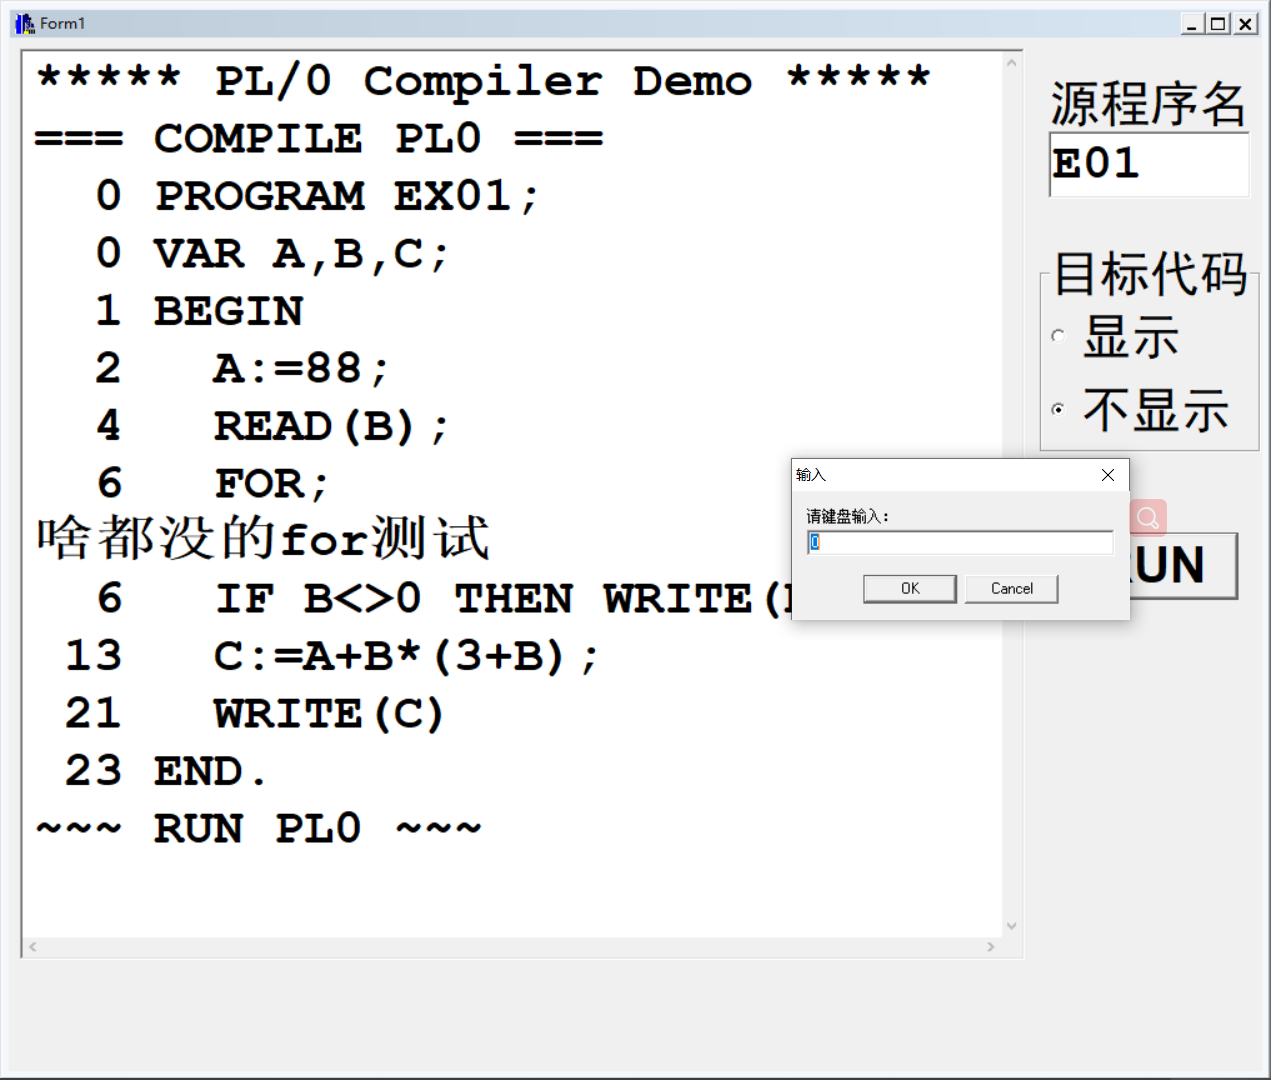 Form1
***** PL/0 Compiler Demo *****
=== COMPILE PL0 ===
0 PROGRAM EX01;
0 VAR A,B,C;
1 BEGIN
2 A:=88;
4 READ(B);
6 FOR;
啥都没的for测试
6 IF B<>0 THEN WRITE(
13 C:=A+B*(3+B);
21 WRITE(C)
23 END.
~~~ RUN PL0 ~~~
源程序名
E01
目标代码
显示
不显示
输入
请键盘输入:
0
OK Cancel
RUN